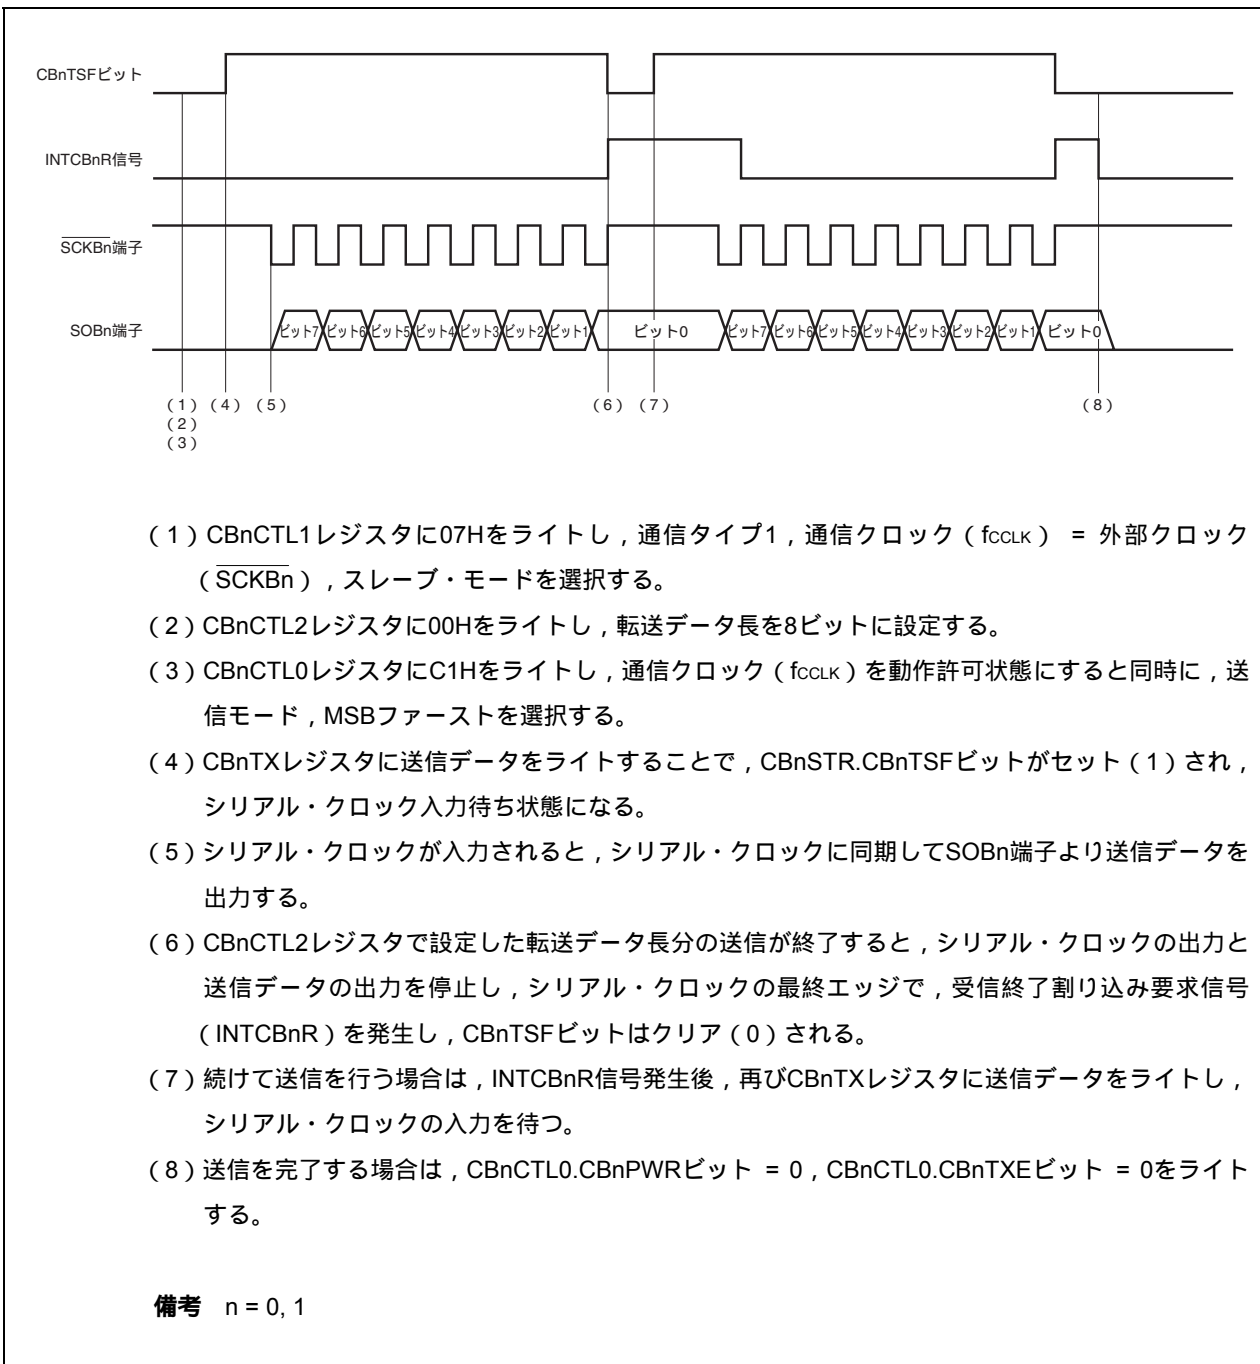 CBnTSFビット
INTCBnR信号
SCKBn端子
SOBn端子
ビット7 ビット6 ビット5 ビット4 ビット3 ビット2 ビット1 ビット0 ビット7 ビット6 ビット5 ビット4 ビット3 ビット2 ビット1 ビット0
（1）（4）（5）（6）（7）（8）
（2）
（3）
（1）CBnCTL1レジスタに07Hをライトし，通信タイプ1，通信クロック（fCCLK） = 外部クロック
（SCKBn），スレーブ・モードを選択する。
（2）CBnCTL2レジスタに00Hをライトし，転送データ長を8ビットに設定する。
（3）CBnCTL0レジスタにC1Hをライトし，通信クロック（fCCLK）を動作許可状態にすると同時に，送
信モード，MSBファーストを選択する。
（4）CBnTXレジスタに送信データをライトすることで，CBnSTR.CBnTSFビットがセット（1）され，
シリアル・クロック入力待ち状態になる。
（5）シリアル・クロックが入力されると，シリアル・クロックに同期してSOBn端子より送信データを
出力する。
（6）CBnCTL2レジスタで設定した転送データ長分の送信が終了すると，シリアル・クロックの出力と
送信データの出力を停止し，シリアル・クロックの最終エッジで，受信終了割り込み要求信号
（INTCBnR）を発生し，CBnTSFビットはクリア（0）される。
（7）続けて送信を行う場合は，INTCBnR信号発生後，再びCBnTXレジスタに送信データをライトし，
シリアル・クロックの入力を待つ。
（8）送信を完了する場合は，CBnCTL0.CBnPWRビット = 0，CBnCTL0.CBnTXEビット = 0をライト
する。
備考 n = 0, 1